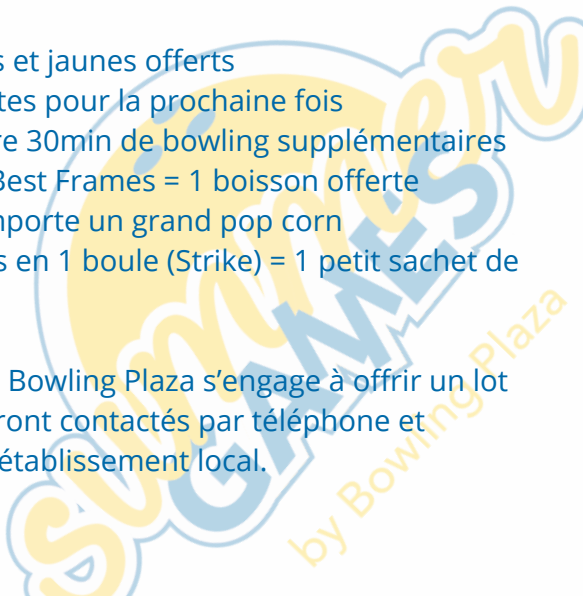 s et jaunes offerts
tes pour la prochaine fois
re 30min de bowling supplémentaires
Best Frames = 1 boisson offerte
mporte un grand pop corn
s en 1 boule (Strike) = 1 petit sachet de
Bowling Plaza s’engage à offrir un lot
ront contactés par téléphone et
établissement local.
Summer
GAMES
by Bowling Plaza